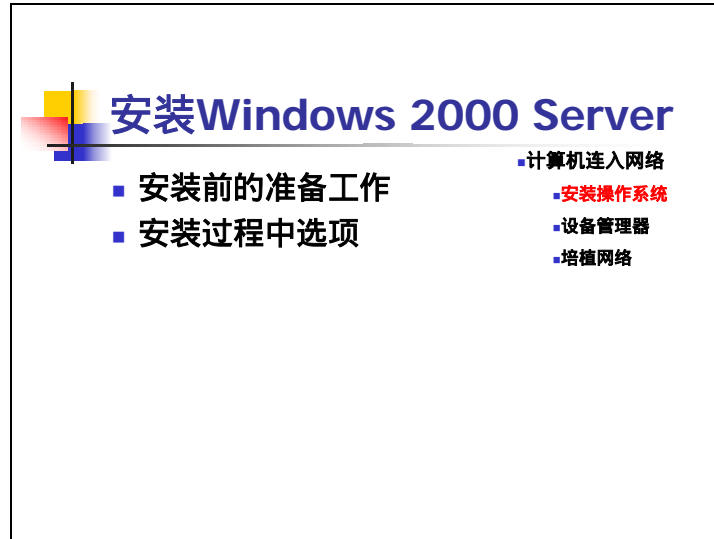 安装Windows 2000 Server
安装前的准备工作
安装过程中选项
计算机连入网络
安装操作系统
设备管理器
培植网络